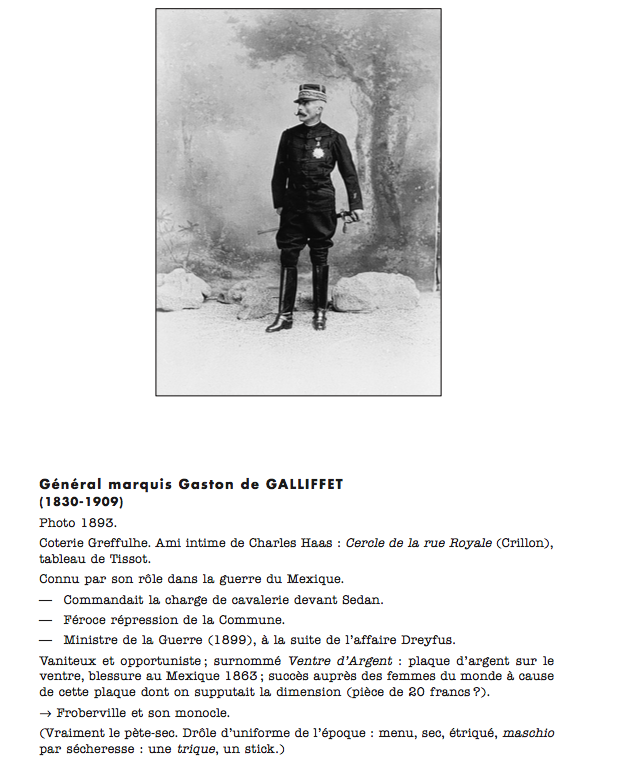 Général marquis Gaston de GALLIFFET
(1830-1909)
Photo 1893.
Coterie Greffulhe. Ami intime de Charles Haas : Cercle de la rue Royale (Crillon),
tableau de Tissot.
Connu par son rôle dans la guerre du Mexique.
— Commandait la charge de cavalerie devant Sedan.
— Féroce répression de la Commune.
— Ministre de la Guerre (1899), à la suite de l'affaire Dreyfus.
Vaniteux et opportuniste ; surnommé Ventre d'Argent : plaque d'argent sur le
ventre, blessure au Mexique 1863 ; succès auprès des femmes du monde à cause
de cette plaque dont on supputait la dimension (pièce de 20 francs ?).
→ Froberville et son monocle.
(Vraiment le pète-sec. Drôle d'uniforme de l'époque : menu, sec, étriqué, maschio
par sécheresse : une trique, un stick.)